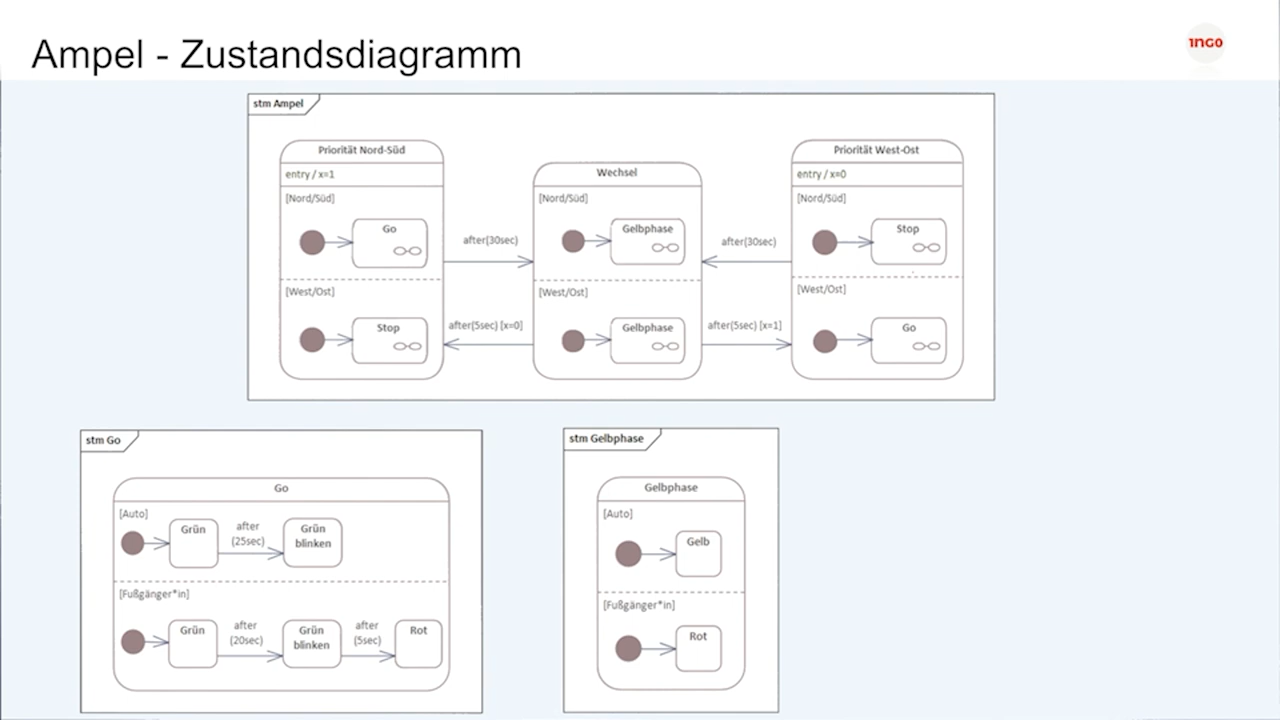 Ampel - Zustandsdiagramm
INGO
stm Ampel
Priorität Nord-Süd
entry / x=1
[Nord/Süd]
Go
[West/Ost]
Stop
after(30sec)
after(5sec) [x=0]
Wechsel
[Nord/Süd]
Gelbphase
[West/Ost]
Gelbphase
after(30sec)
after(5sec) [x=1]
Priorität West-Ost
entry / x=0
[Nord/Süd]
Stop
[West/Ost]
Go
stm Go
Go
[Auto]
Grün
after
(25sec)
Grün
blinken
[Fußgänger*in]
Grün
after
(20sec)
Grün
blinken
after
(5sec)
Rot
stm Gelbphase
Gelbphase
[Auto]
Gelb
[Fußgänger*in]
Rot